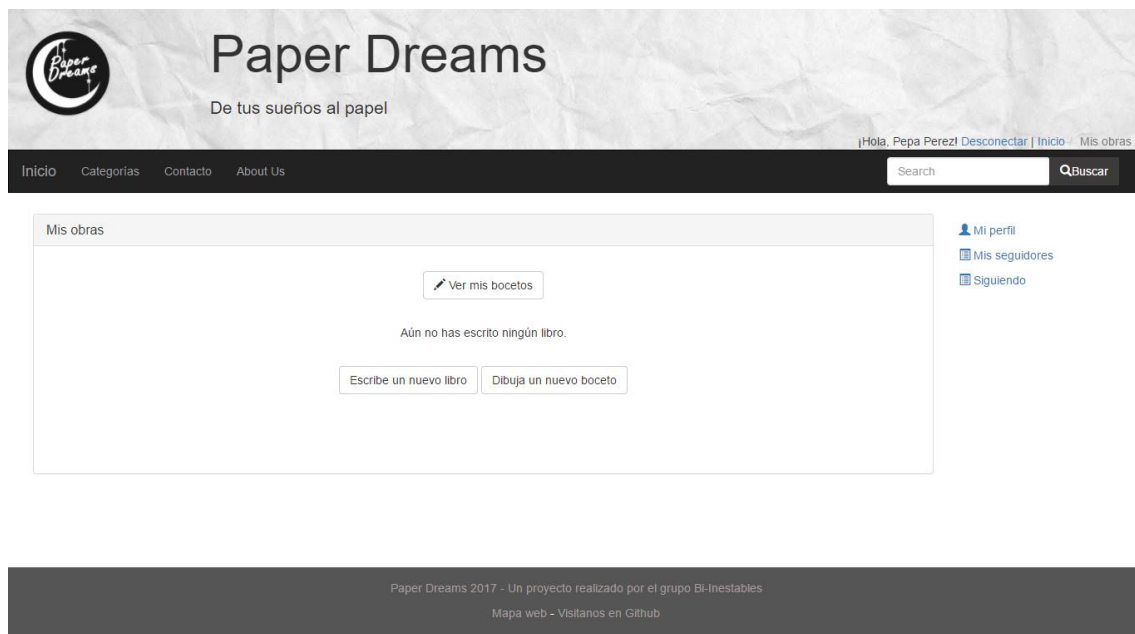 Paper Dreams
Paper Dreams
De tus sueños al papel
¡Hola, Pepa Perez! Desconectar | Inicio / Mis obras
Inicio Categorías Contacto About Us Search Buscar
Mis obras
Mi perfil
Mis seguidores
Ver mis bocetos
Siguiendo
Aún no has escrito ningún libro.
Escribe un nuevo libro Dibuja un nuevo boceto
Paper Dreams 2017 - Un proyecto realizado por el grupo Bi-Inestables
Mapa web - Visitanos en Github